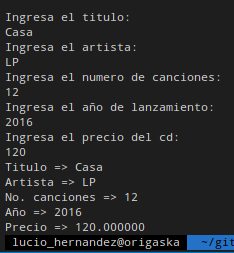 Ingresa el titulo:
Casa
Ingresa el artista:
LP
Ingresa el numero de canciones:
12
Ingresa el año de lanzamiento:
2016
Ingresa el precio del cd:
120
Titulo => Casa
Artista => LP
No. canciones => 12
Año => 2016
Precio => 120.000000
lucio_hernandez@origaska ~/git